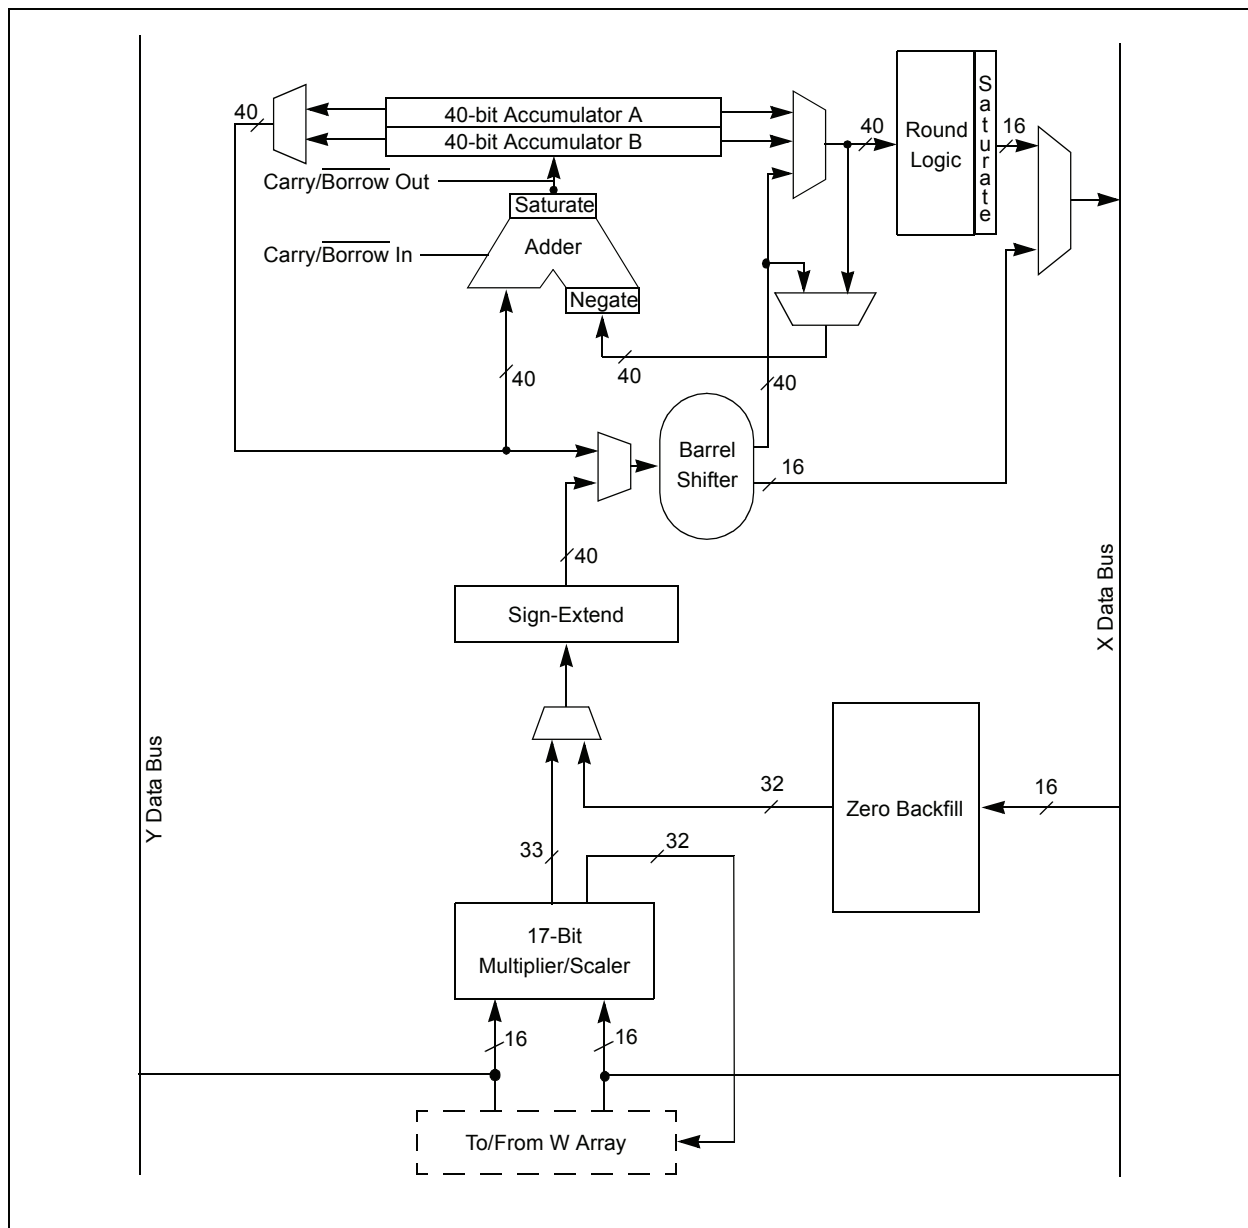 40
40-bit Accumulator A
40-bit Accumulator B
Carry/Borrow Out
Saturate
Carry/Borrow In
Adder
Negate
40
Round
Logic
Saturate
16
40
40
40
Barrel
Shifter
16
40
Sign-Extend
X Data Bus
Y Data Bus
32
Zero Backfill
16
33
32
17-Bit
Multiplier/Scaler
16
16
To/From W Array